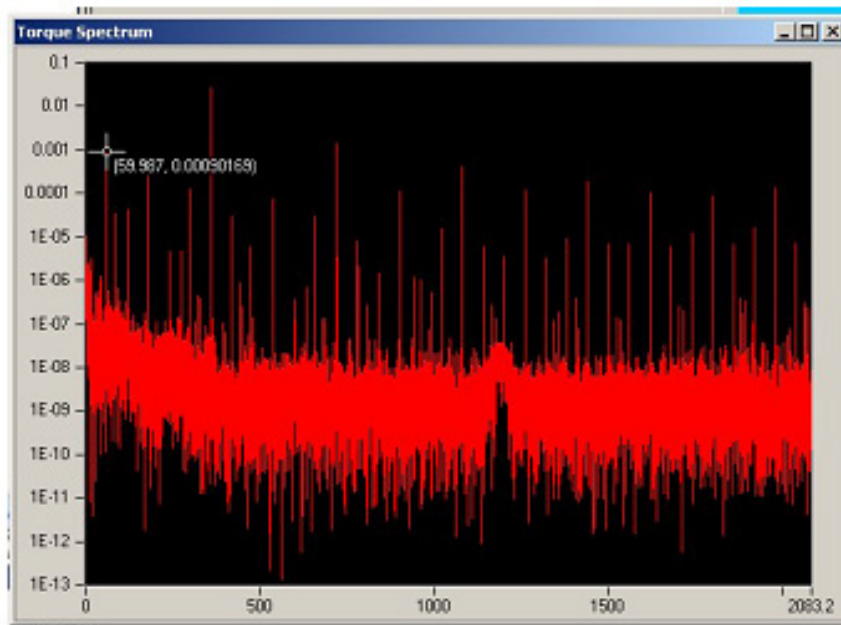 Torque Spectrum
0.1
0.01
0.001
(59.987, 0.00090169)
0.0001
1E-05
1E-06
1E-07
1E-08
1E-09
1E-10
1E-11
1E-12
1E-13
0 500 1000 1500 2083.2